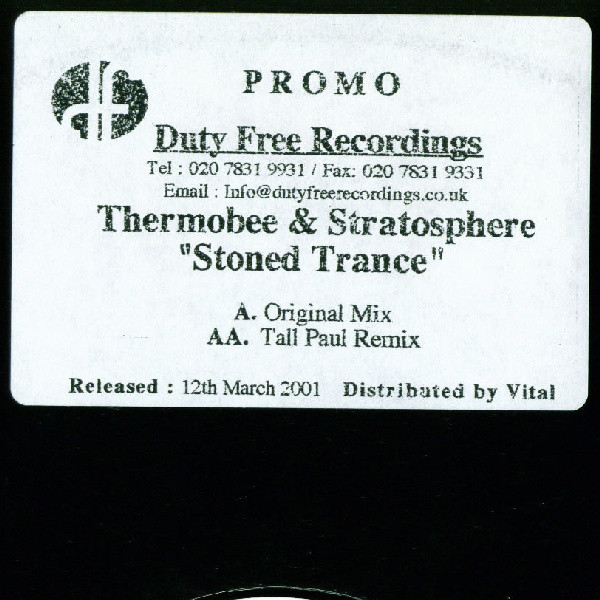 PROMO
Duty Free Recordings
Tel : 020 7831 9931 / Fax: 020 7831 9331
Email : Info@dutyfreerecordings.co.uk
Thermobee & Stratosphere
"Stoned Trance"
A. Original Mix
AA. Tall Paul Remix
Released : 12th March 2001 Distributed by Vital